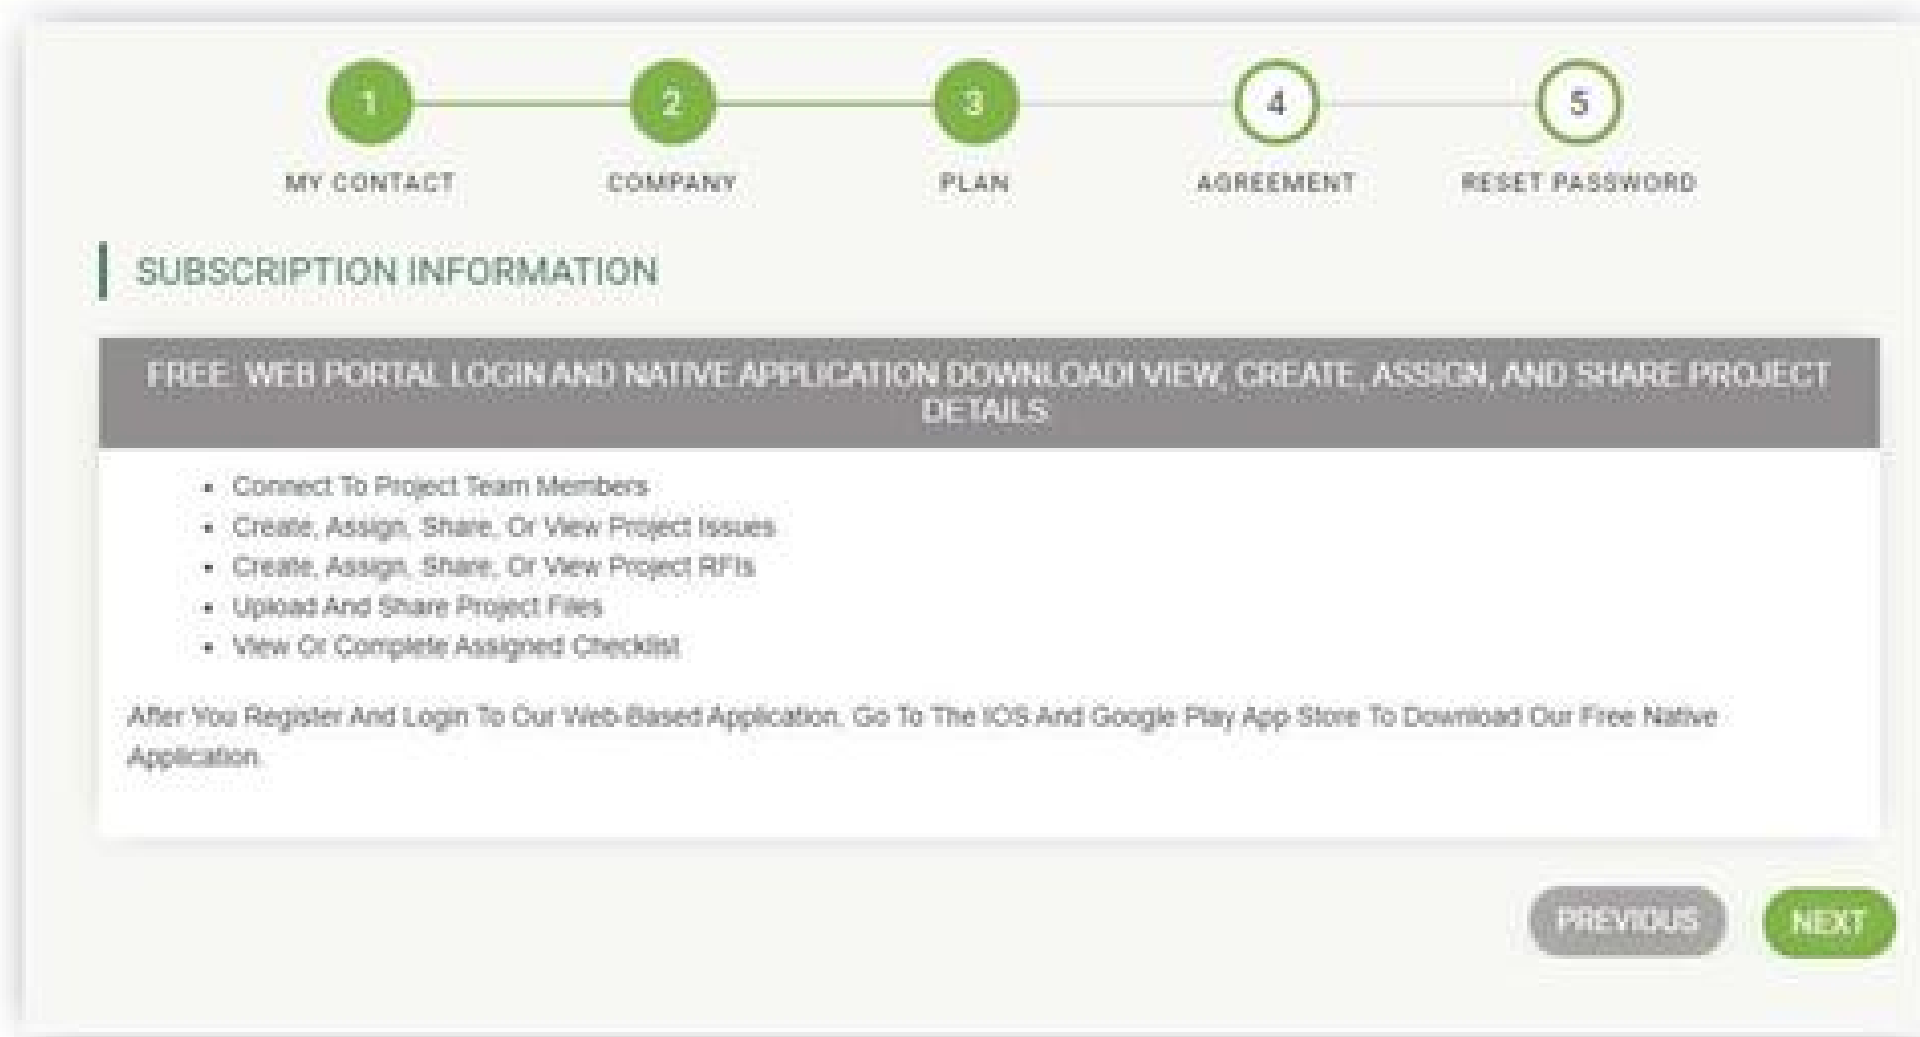 1 2 3 4 5
MY CONTACT COMPANY PLAN AGREEMENT RESET PASSWORD
SUBSCRIPTION INFORMATION
FREE: WEB PORTAL LOGIN AND NATIVE APPLICATION DOWNLOAD! VIEW, CREATE, ASSIGN, AND SHARE PROJECT
DETAILS
• Connect To Project Team Members
• Create, Assign, Share, Or View Project Issues
• Create, Assign, Share, Or View Project RFIs
• Upload And Share Project Files
• View Or Complete Assigned Checklist
After You Register And Login To Our Web-Based Application, Go To The IOS And Google Play App Store To Download Our Free Native
Application.
PREVIOUS NEXT